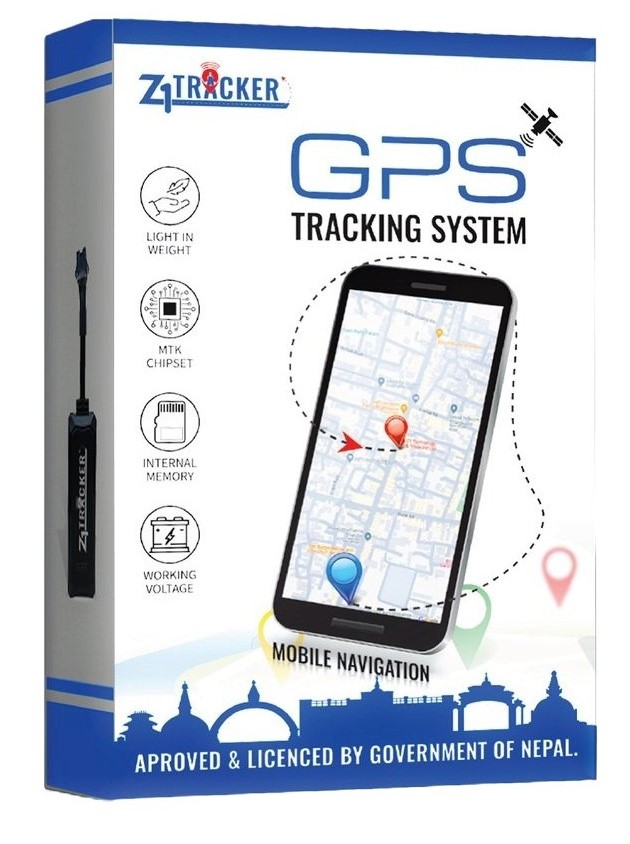 Z1TRACKER
GPS
TRACKING SYSTEM
LIGHT IN
WEIGHT
MTK
CHIPSET
INTERNAL
MEMORY
WORKING
VOLTAGE
Z1TRACKER
MOBILE NAVIGATION
APROVED & LICENCED BY GOVERNMENT OF NEPAL.